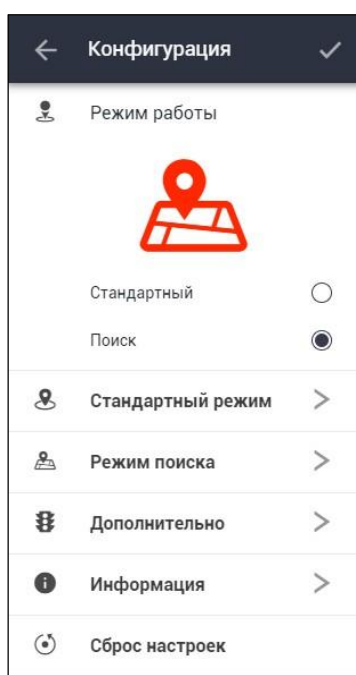 Конфигурация
Режим работы
Стандартный
Поиск
Стандартный режим
Режим поиска
Дополнительно
Информация
Сброс настроек